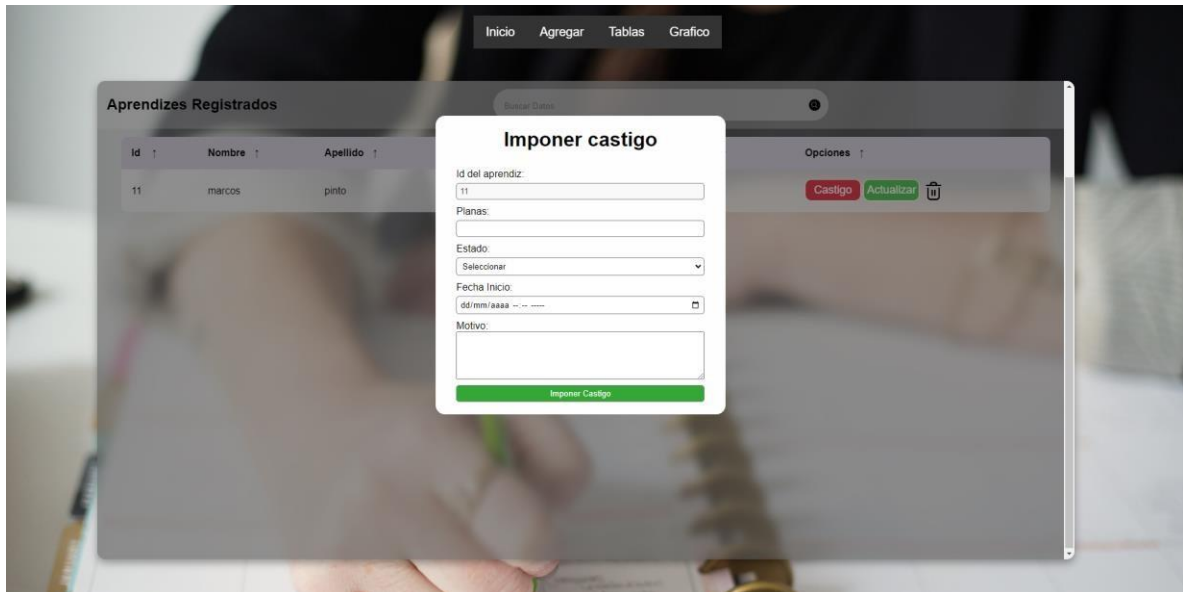 Inicio Agregar Tablas Grafico
Aprendizes Registrados
Buscar Datos
Id ↑ Nombre ↑ Apellido ↑ Opciones ↑
11 marcos pinto Castigo Actualizar
Imponer castigo
Id del aprendiz:
11
Planas:
Estado:
Seleccionar
Fecha Inicio:
dd/mm/aaaa --:-- -----
Motivo:
Imponer Castigo